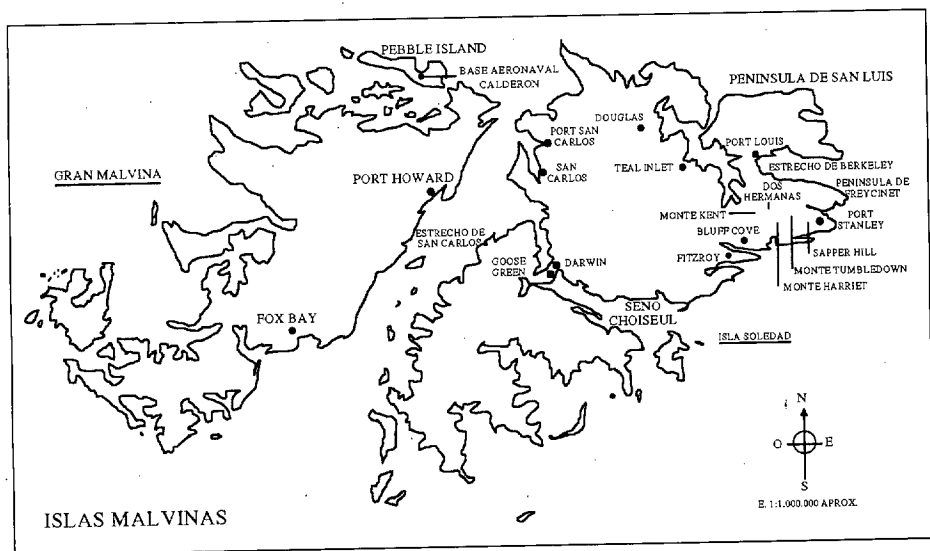 PEBBLE ISLAND
BASE AERONAVAL
CALDERON
PENINSULA DE SAN LUIS
DOUGLAS
PORT SAN
CARLOS
PORT LOUIS
ESTRECHO DE BERKELEY
SAN
CARLOS
TEAL INLET
GRAN MALVINA
PORT HOWARD
DOS
HERMANAS
PENINSULA DE
FREYCINET
MONTE KENT
PORT
STANLEY
ESTRECHO DE
SAN CARLOS
BLUFF COVE
SAPPER HILL
GOOSE
GREEN
DARWIN
FITZROY
MONTE TUMBLEDOWN
MONTE HARRIET
SENO
CHOISEUL
FOX BAY
ISLA SOLEDAD
N
O E
S
E. 1:1.000.000 APROX.
ISLAS MALVINAS